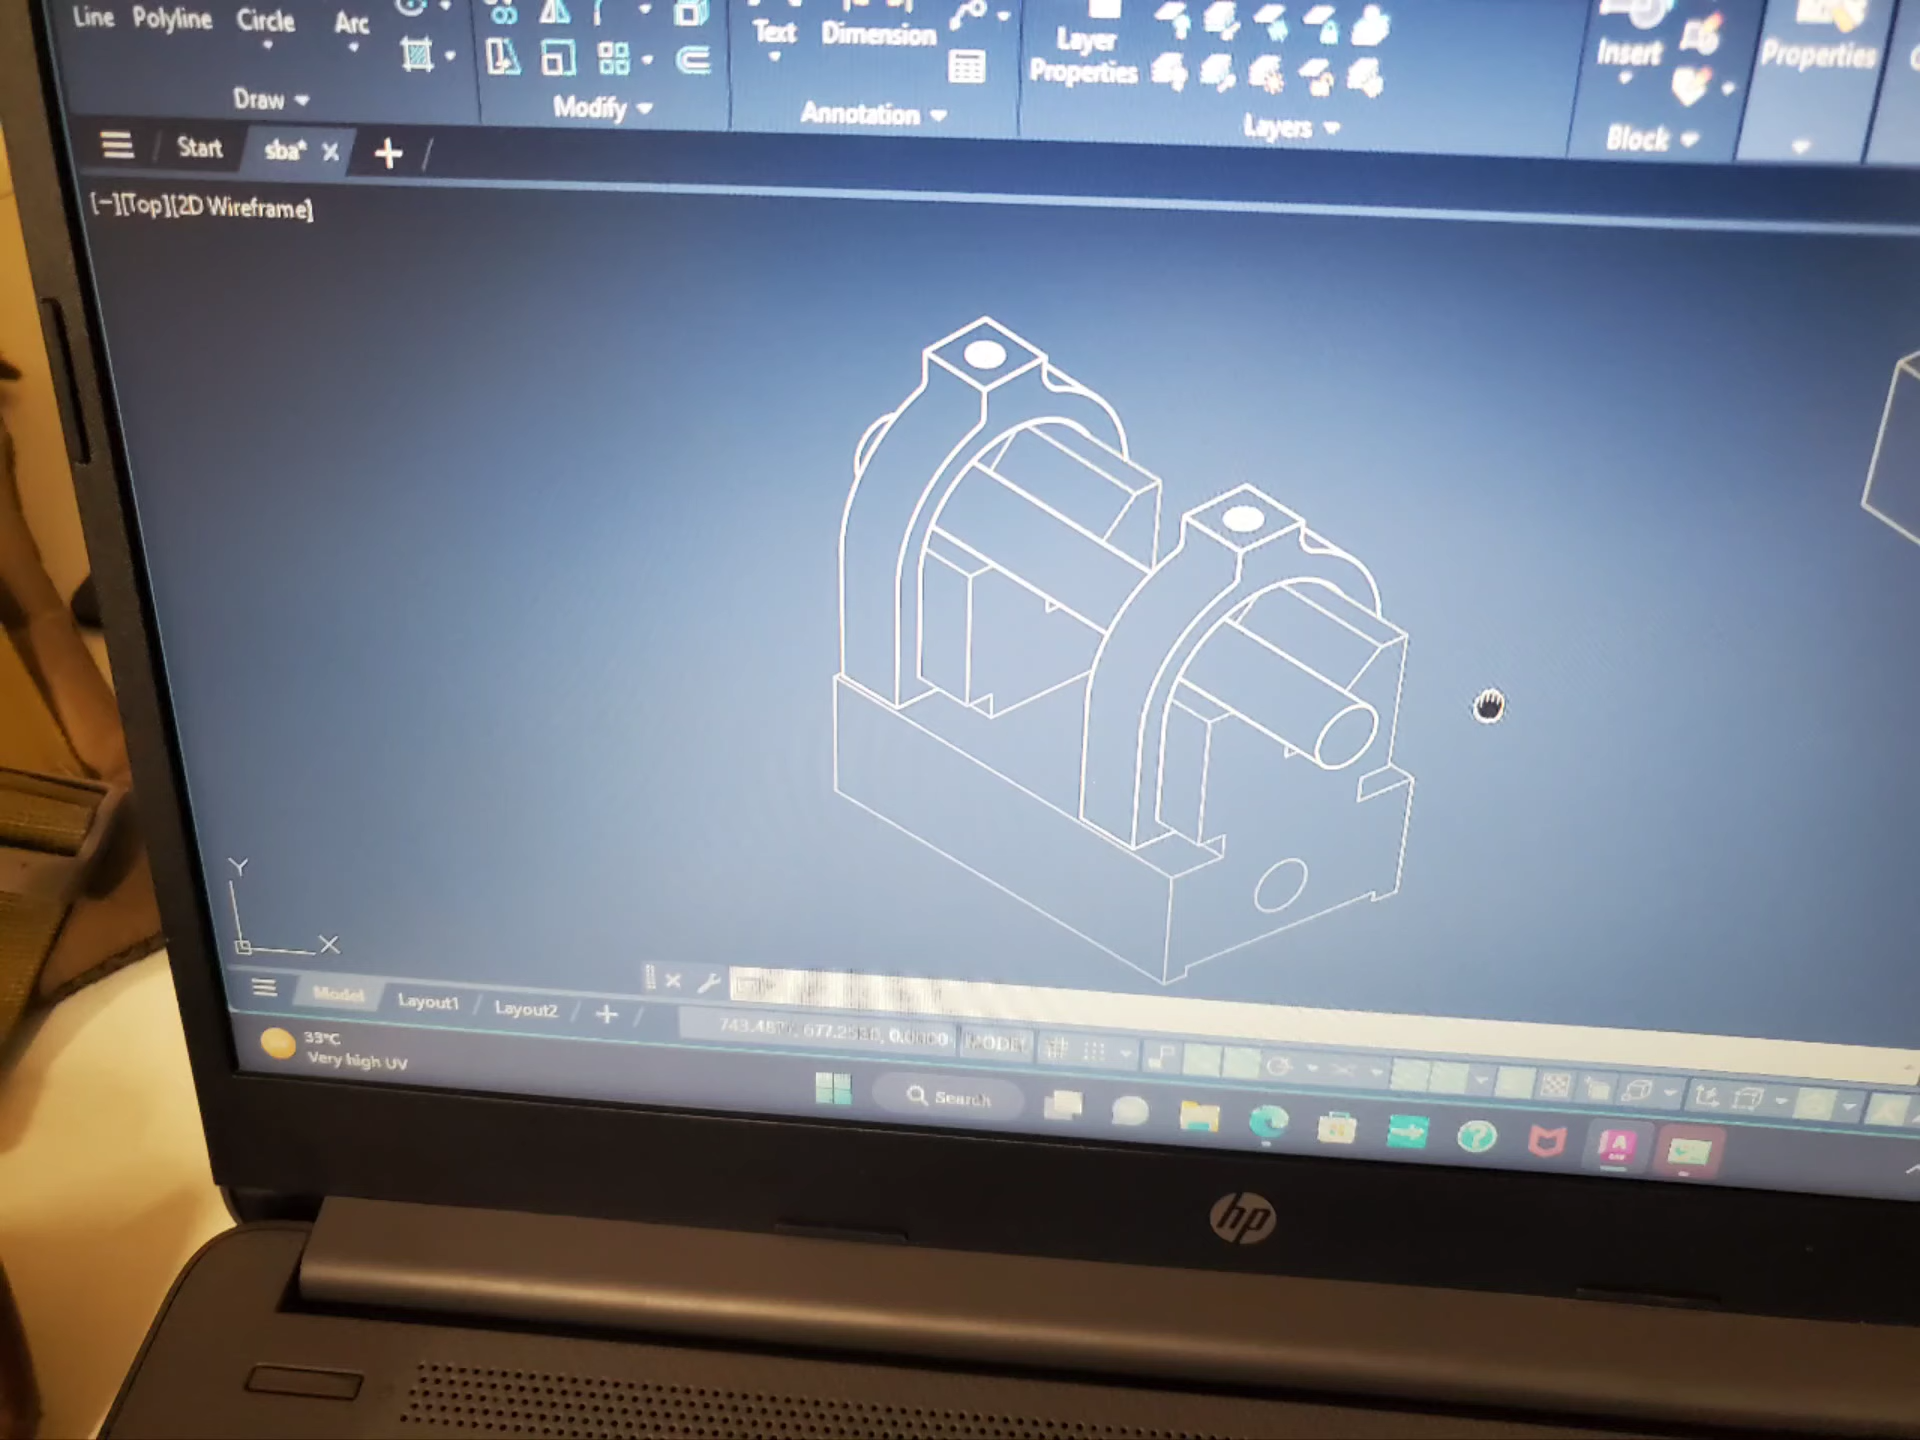 Line Polyline Circle Arc
Text Dimension
Layer
Properties
Insert
Properties
Draw
Modify
Annotation
Layers
Block
Start
sba*
[−][Top][2D Wireframe]
Y
X
Model
Layout1
Layout2
MODEL
33°C
Very high UV
Search
hp